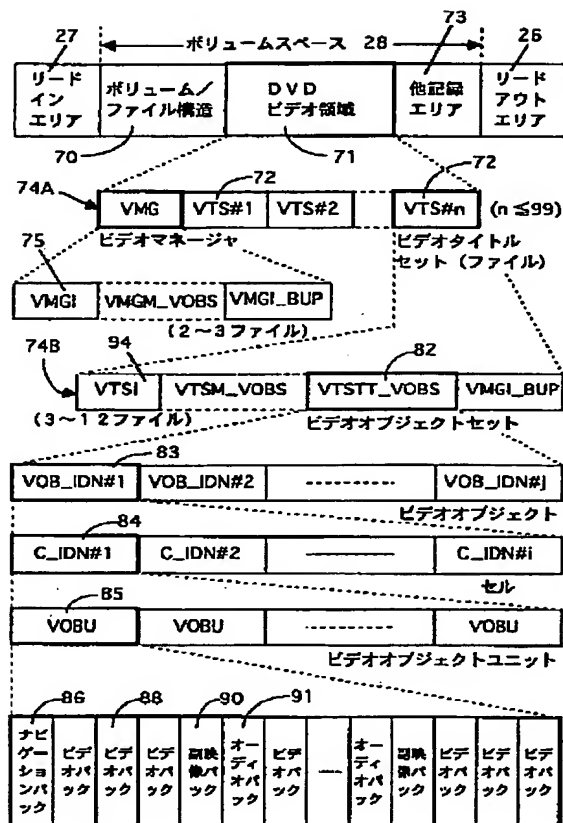 27
ボリュームスペース 28
73
26
リード
イン
エリア
ボリューム/
ファイル構造
DVD
ビデオ領域
他記録
エリア
リード
アウト
エリア
70
71
74A
72
72
VMG
VTS#1
VTS#2
VTS#n
(n≦99)
ビデオマネージャ
ビデオタイトル
セット(ファイル)
75
VMGI
VMGM_VOBS
VMGI_BUP
(2〜3ファイル)
74B
94
82
VTSI
VTSM_VOBS
VTSTT_VOBS
VMGI_BUP
(3〜12ファイル)
ビデオオブジェクトセット
83
VOB_IDN#1
VOB_IDN#2
VOB_IDN#j
ビデオオブジェクト
84
C_IDN#1
C_IDN#2
C_IDN#i
セル
85
VOBU
VOBU
VOBU
ビデオオブジェクトユニット
86
88
90
91
ナビゲーションパック
ビデオパック
ビデオパック
ビデオパック
副映像パック
オーディオパック
ビデオパック
オーディオパック
副映像パック
ビデオパック
ビデオパック
ビデオパック